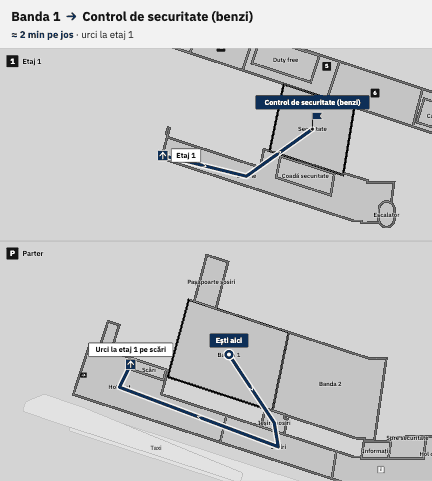 Banda 1 → Control de securitate (benzi)
≈ 2 min pe jos · urci la etaj 1
1 Etaj 1
Duty free
5
6
Control de securitate (benzi)
Etaj 1
Coadă securitate
Escalator
P Parter
Urci la etaj 1 pe scări
Scări
Ești aici
Banda 2
Taxi
Informații